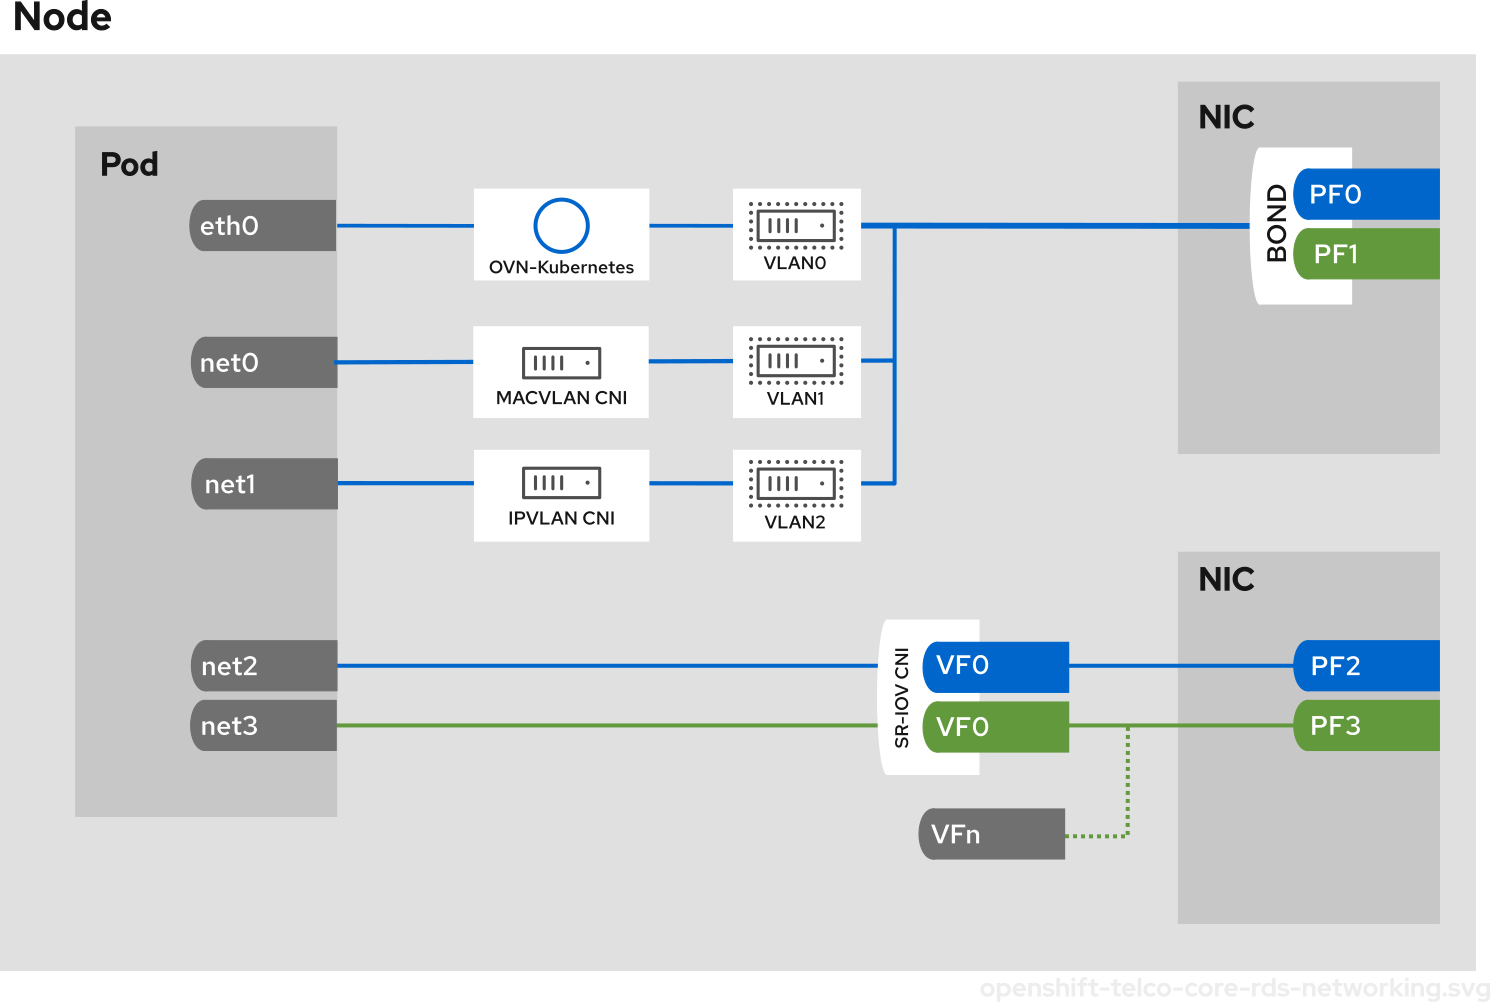 Node
NIC
Pod
BOND
PF0
PF1
eth0
OVN-Kubernetes
VLAN0
net0
MACVLAN CNI
VLAN1
net1
IPVLAN CNI
VLAN2
NIC
net2
SR-IOV CNI
VF0
PF2
net3
VF0
PF3
VFn
openshift-telco-core-rds-networking.svg